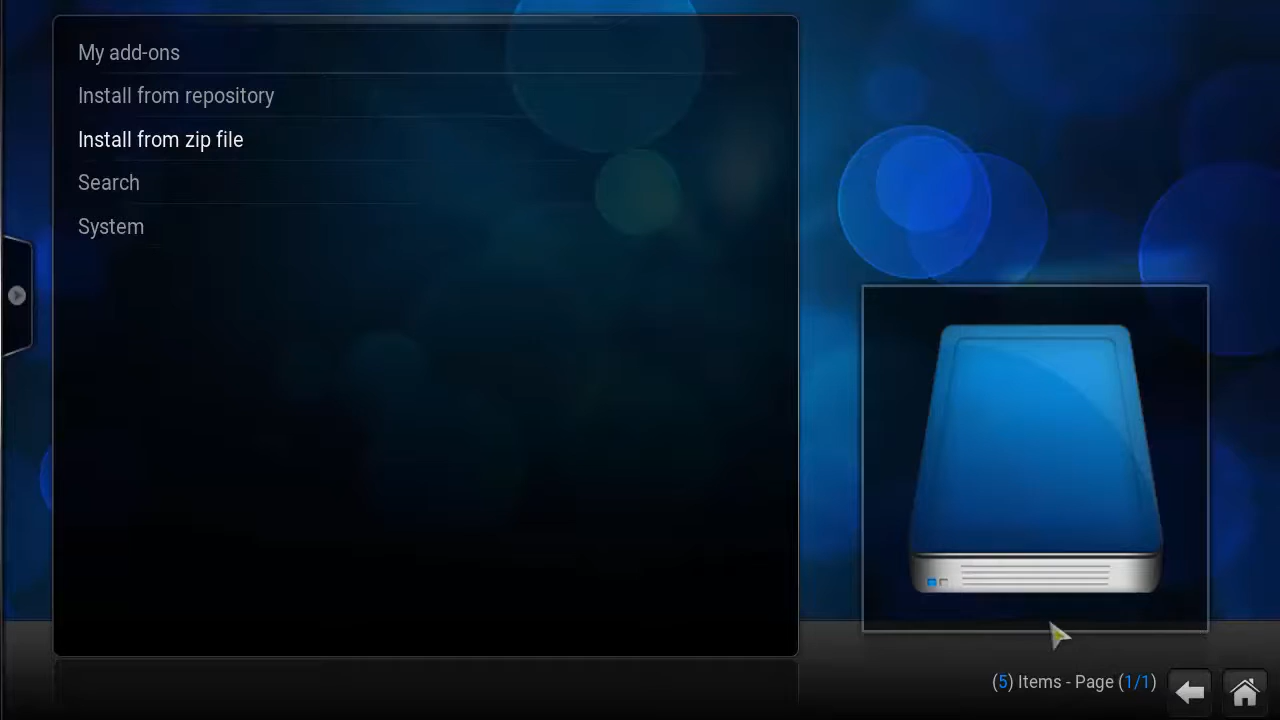 My add-ons
Install from repository
Install from zip file
Search
System
(5) Items - Page (1/1)